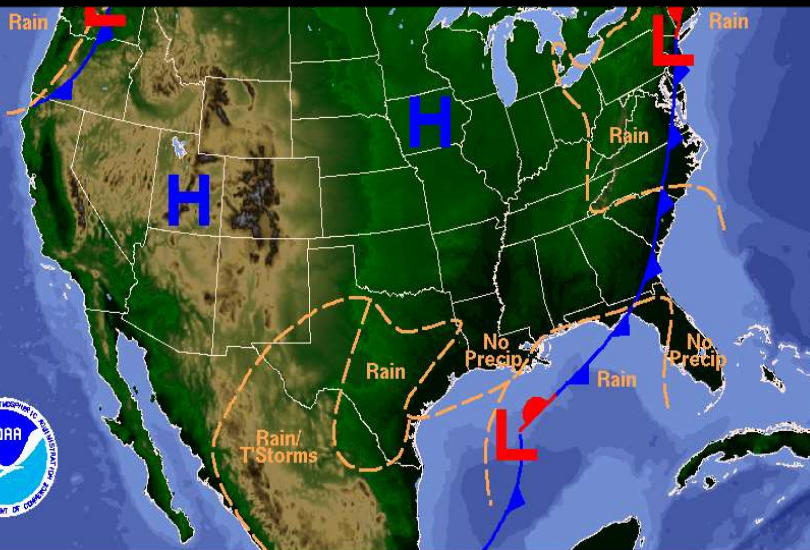 Rain
L
L
Rain
H
Rain
H
No
Precip
No
Precip
Rain
Rain
Rain/
T'Storms
L